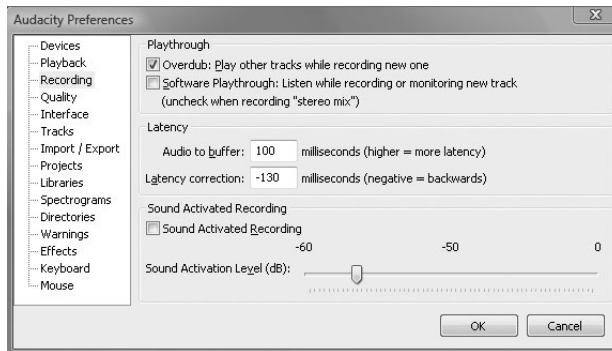 Audacity Preferences
Devices
Playback
Recording
Quality
Interface
Tracks
Import / Export
Projects
Libraries
Spectrograms
Directories
Warnings
Effects
Keyboard
Mouse
Playthrough
Overdub: Play other tracks while recording new one
Software Playthrough: Listen while recording or monitoring new track
(uncheck when recording "stereo mix")
Latency
Audio to buffer: 100 milliseconds (higher = more latency)
Latency correction: -130 milliseconds (negative = backwards)
Sound Activated Recording
Sound Activated Recording
-60 -50 0
Sound Activation Level (dB):
OK Cancel